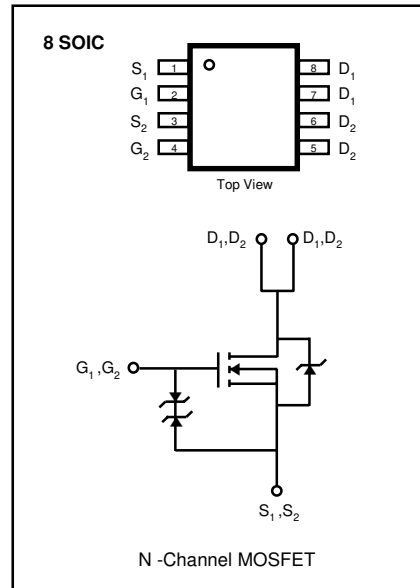 8 SOIC
S₁ 1 8 D₁
G₁ 2 7 D₁
S₂ 3 6 D₂
G₂ 4 5 D₂
Top View
D₁,D₂ D₁,D₂
G₁,G₂
S₁,S₂
N -Channel MOSFET